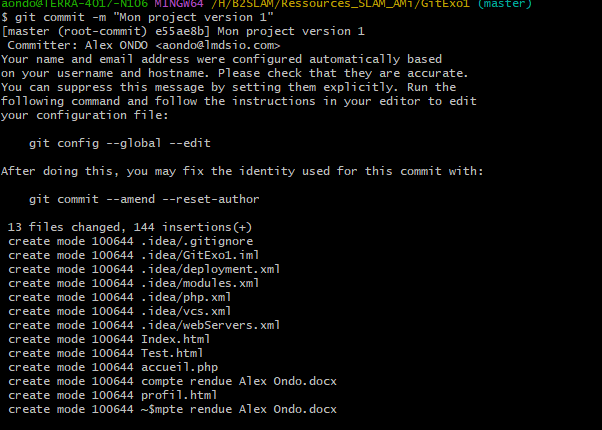 aondo@TERRA-4017-N106 MINGW64 /H/B2SLAM/Ressources_SLAM_AMi/GitExo1 (master)
$ git commit -m "Mon project version 1"
[master (root-commit) e55ae8b] Mon project version 1
 Committer: Alex ONDO <aondo@lmdsio.com>
Your name and email address were configured automatically based
on your username and hostname. Please check that they are accurate.
You can suppress this message by setting them explicitly. Run the
following command and follow the instructions in your editor to edit
your configuration file:

    git config --global --edit

After doing this, you may fix the identity used for this commit with:

    git commit --amend --reset-author

 13 files changed, 144 insertions(+)
 create mode 100644 .idea/.gitignore
 create mode 100644 .idea/GitExo1.iml
 create mode 100644 .idea/deployment.xml
 create mode 100644 .idea/modules.xml
 create mode 100644 .idea/php.xml
 create mode 100644 .idea/vcs.xml
 create mode 100644 .idea/webServers.xml
 create mode 100644 Index.html
 create mode 100644 Test.html
 create mode 100644 accueil.php
 create mode 100644 compte rendue Alex Ondo.docx
 create mode 100644 profil.html
 create mode 100644 ~$mpte rendue Alex Ondo.docx